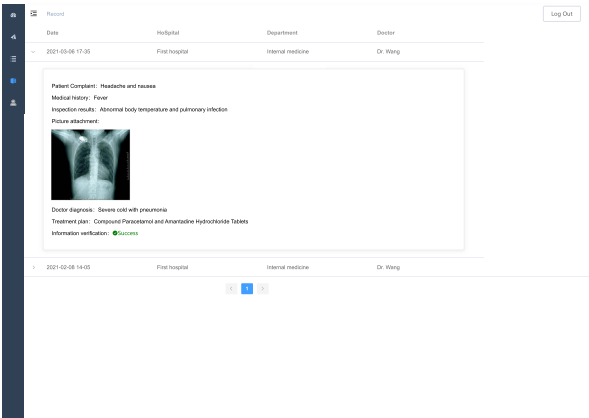 Record
Log Out
Date HoSpital Department Ductor
2021-03-06 17-35 First hospital Internal medicine Dr. Wang
Patient Complaint: Headache and nausea
Medical history: Fever
Inspection results: Abnormal body temperature and pulmonary infection
Picture attachment:
Doctor diagnosis: Severe cold with pneumonia
Treatment plan: Compound Paracetamol and Amantadine Hydrochloride Tablets
Information verification: Success
2021-02-08 14-05 First hospital Internal medicine Dr. Wang
1